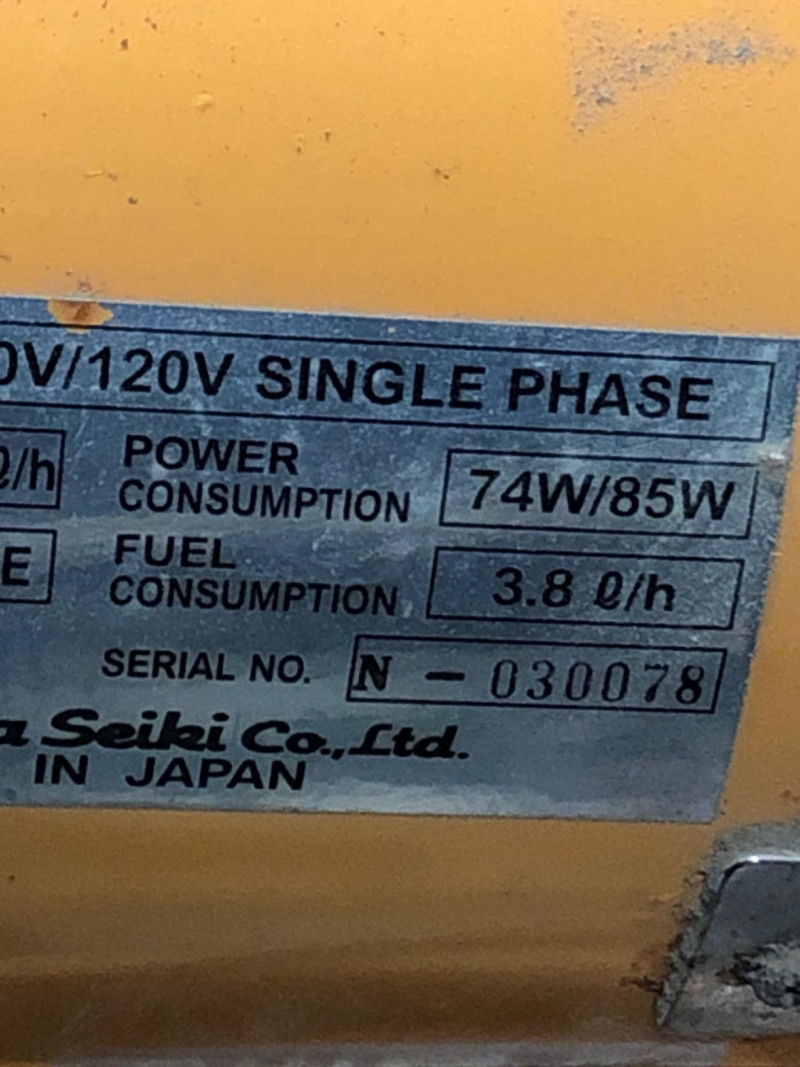 0V/120V SINGLE PHASE
ℓ/h POWER CONSUMPTION 74W/85W
E FUEL CONSUMPTION 3.8 ℓ/h
SERIAL NO. N - 030078
a Seiki Co.,Ltd.
IN JAPAN